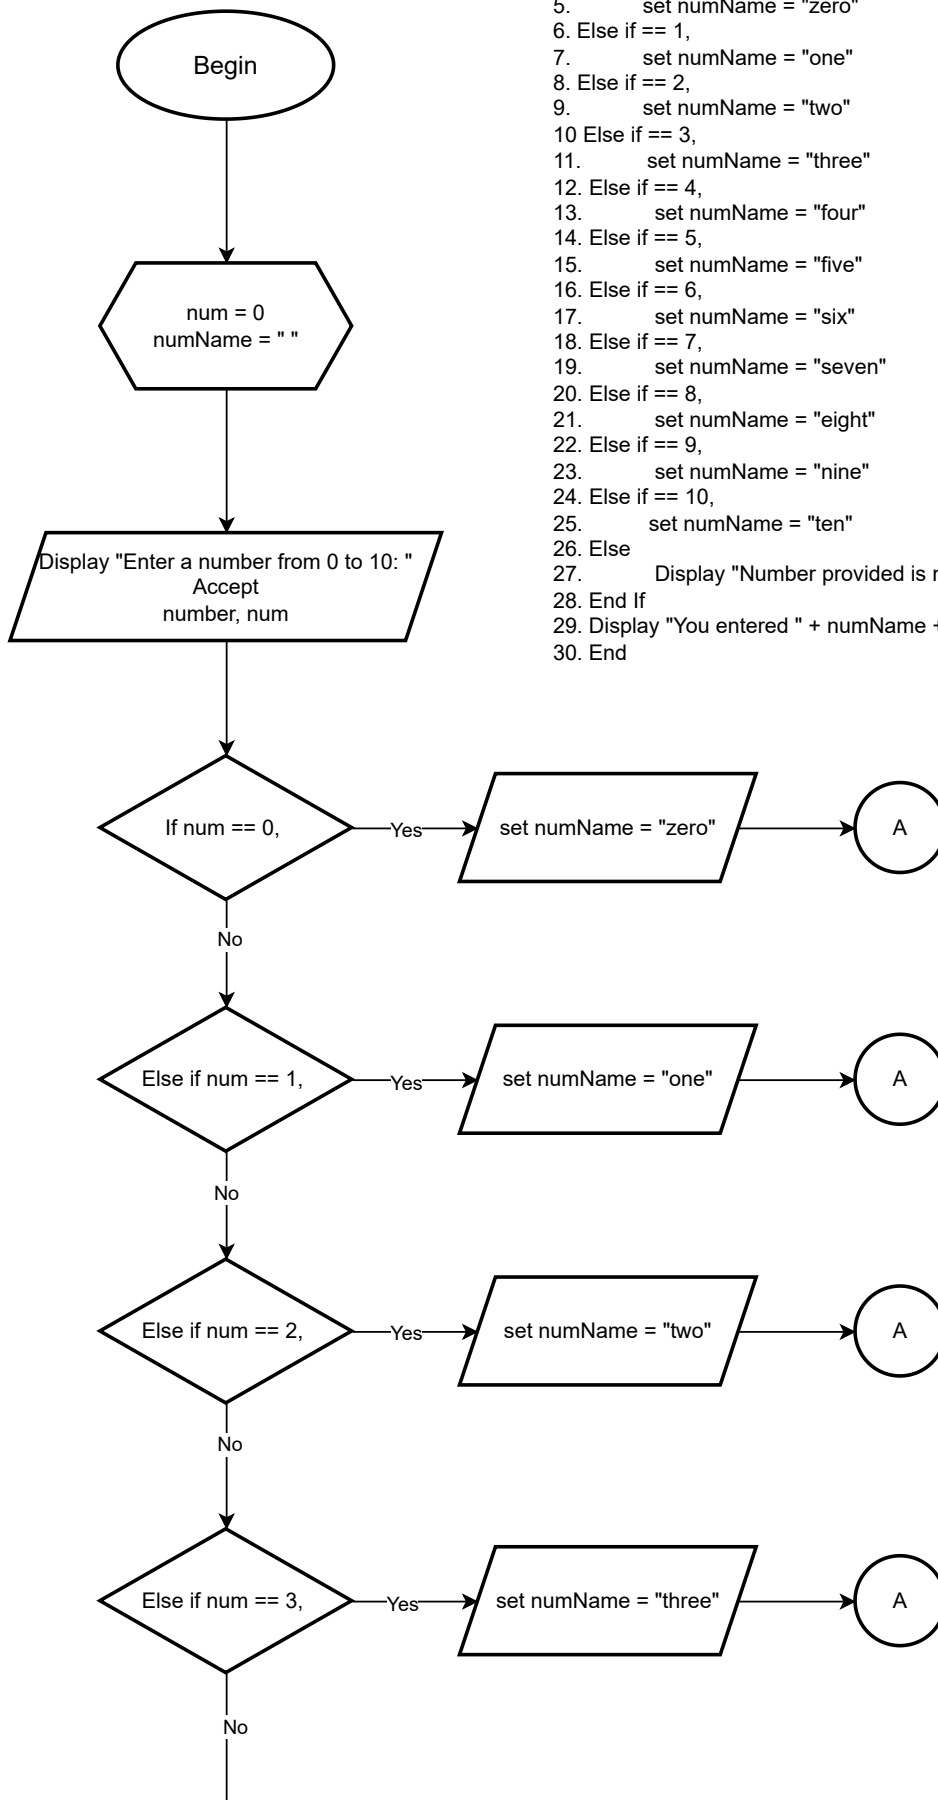 5. set numName = "zero"
6. Else if == 1,
7. set numName = "one"
8. Else if == 2,
9. set numName = "two"
10 Else if == 3,
11. set numName = "three"
12. Else if == 4,
13. set numName = "four"
14. Else if == 5,
15. set numName = "five"
16. Else if == 6,
17. set numName = "six"
18. Else if == 7,
19. set numName = "seven"
20. Else if == 8,
21. set numName = "eight"
22. Else if == 9,
23. set numName = "nine"
24. Else if == 10,
25. set numName = "ten"
26. Else
27. Display "Number provided is
28. End If
29. Display "You entered " + numName +
30. End
Begin
num = 0
numName = " "
Display "Enter a number from 0 to 10: "
Accept
number, num
If num == 0,
Yes
set numName = "zero"
A
No
Else if num == 1,
Yes
set numName = "one"
A
No
Else if num == 2,
Yes
set numName = "two"
A
No
Else if num == 3,
Yes
set numName = "three"
A
No